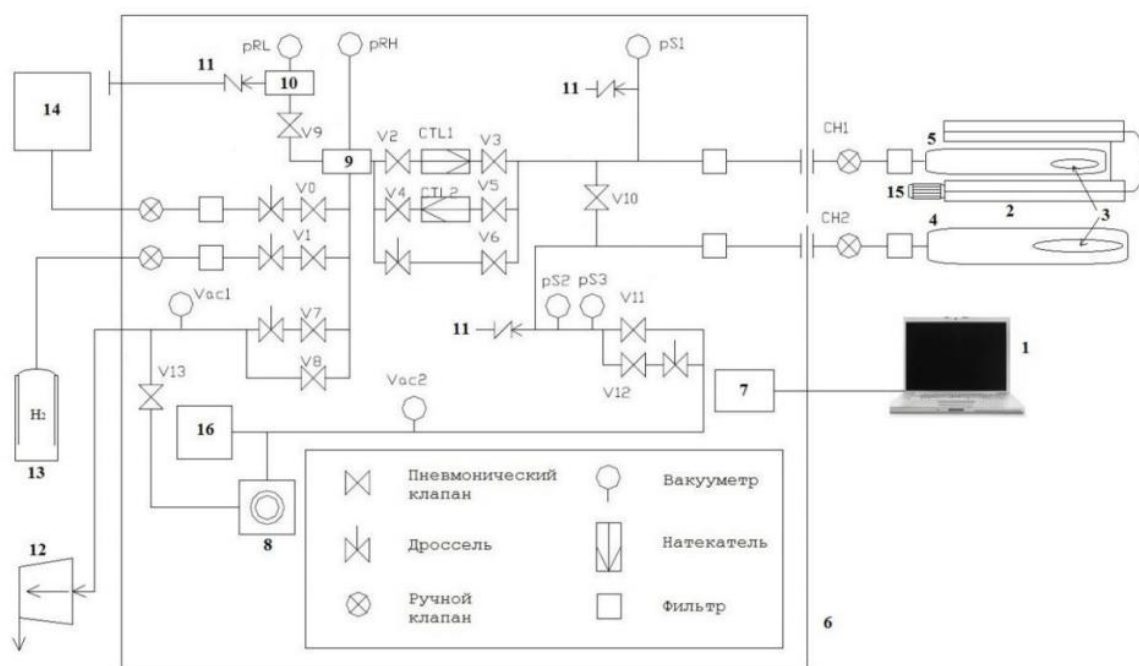 pRL
pRH
pS1
11
10
11
14
V9
V2
CTL1
V3
CH1
5
9
V4
CTL2
V5
V10
15
2
3
V0
V6
CH2
4
V1
Vac1
pS2
pS3
V11
11
V7
1
V8
V13
V12
Vac2
7
H₂
16
13
8
12
6
Пневмонический
клапан
Вакууметр
Дроссель
Натекатель
Ручной
клапан
Фильтр